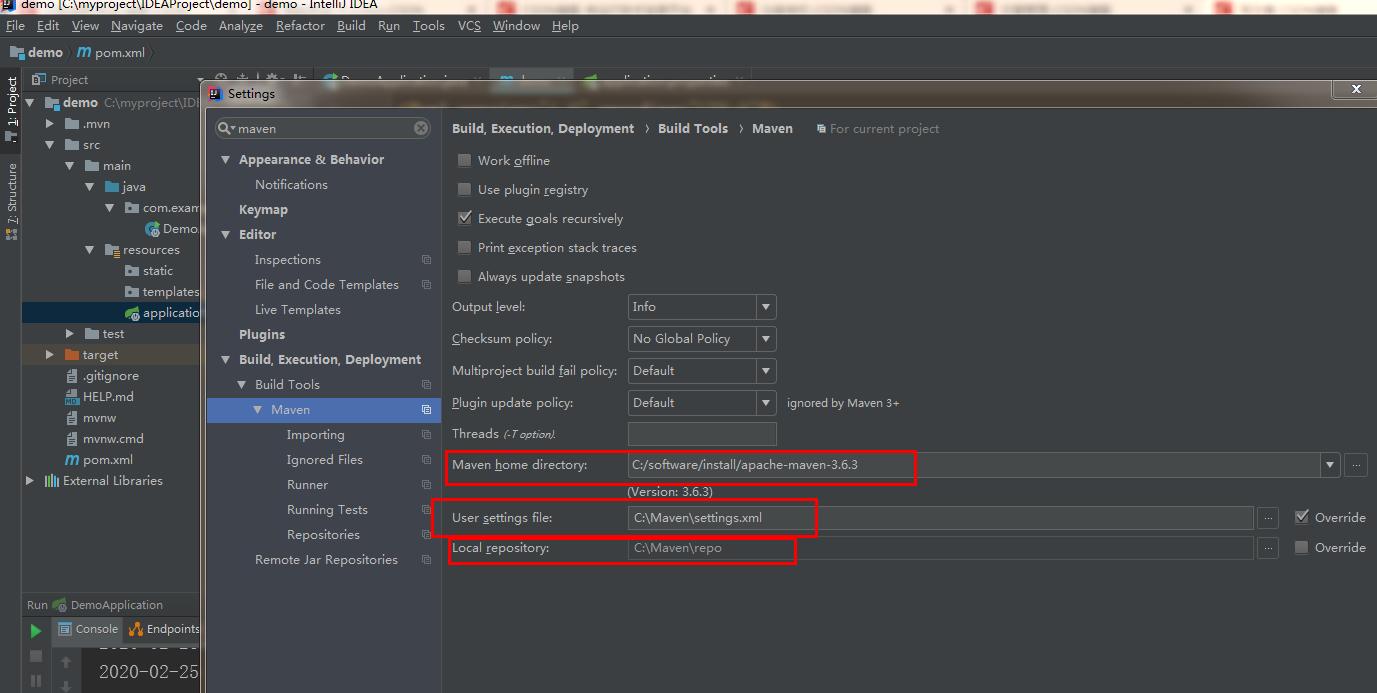 demo [C:\myproject\IDEAProject\demo] - demo - IntelliJ IDEA
File Edit View Navigate Code Analyze Refactor Build Run Tools VCS Window Help
demo pom.xml
Project
1: Project
7: Structure
demo C:\myproject\IDE
.mvn
src
main
java
com.exam
Demo
resources
static
templates
applicatio
test
target
.gitignore
HELP.md
mvnw
mvnw.cmd
pom.xml
External Libraries
Run DemoApplication
Console Endpoints
2020-02-25
Settings
maven
Appearance & Behavior
Notifications
Keymap
Editor
Inspections
File and Code Templates
Live Templates
Plugins
Build, Execution, Deployment
Build Tools
Maven
Importing
Ignored Files
Runner
Running Tests
Repositories
Remote Jar Repositories
Build, Execution, Deployment › Build Tools › Maven For current project
Work offline
Use plugin registry
Execute goals recursively
Print exception stack traces
Always update snapshots
Output level: Info
Checksum policy: No Global Policy
Multiproject build fail policy: Default
Plugin update policy: Default ignored by Maven 3+
Threads (-T option).
Maven home directory: C:/software/install/apache-maven-3.6.3
(Version: 3.6.3)
User settings file: C:\Maven\settings.xml Override
Local repository: C:\Maven\repo Override